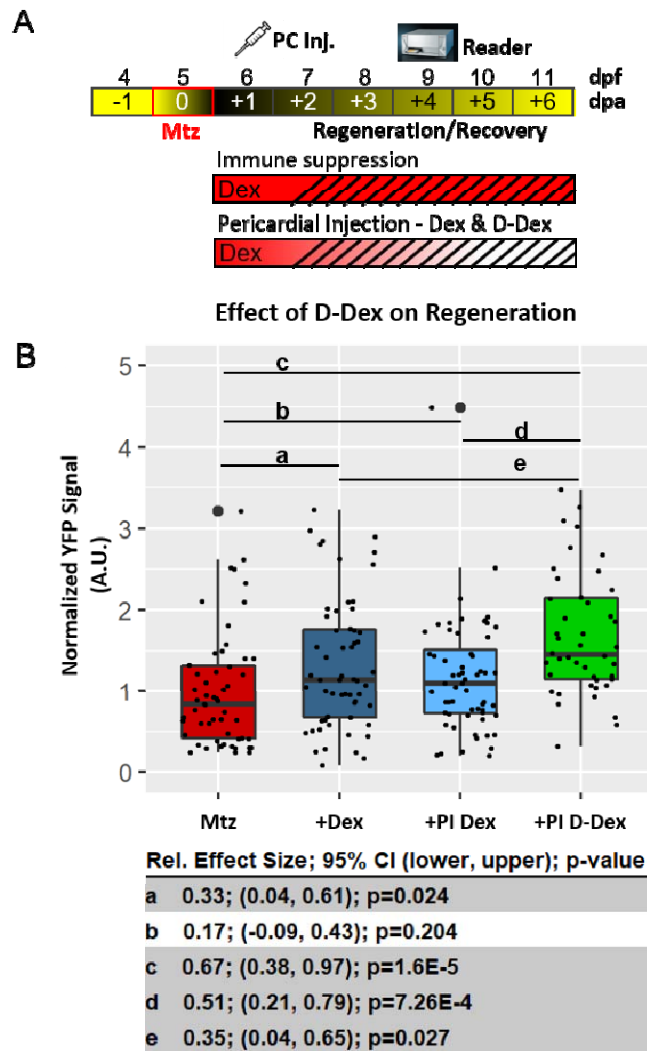 A
PC Inj.
Reader
4 5 6 7 8 9 10 11 dpf
-1 0 +1 +2 +3 +4 +5 +6 dpa
Mtz Regeneration/Recovery
Immune suppression
Dex
Pericardial Injection - Dex & D-Dex
Dex
Effect of D-Dex on Regeneration
B
5
c
b
4
d
a
e
3
2
1
0
Normalized YFP Signal
(A.U.)
Mtz +Dex +PI Dex +PI D-Dex
Rel. Effect Size; 95% CI (lower, upper); p-value
a 0.33; (0.04, 0.61); p=0.024
b 0.17; (-0.09, 0.43); p=0.204
c 0.67; (0.38, 0.97); p=1.6E-5
d 0.51; (0.21, 0.79); p=7.26E-4
e 0.35; (0.04, 0.65); p=0.027